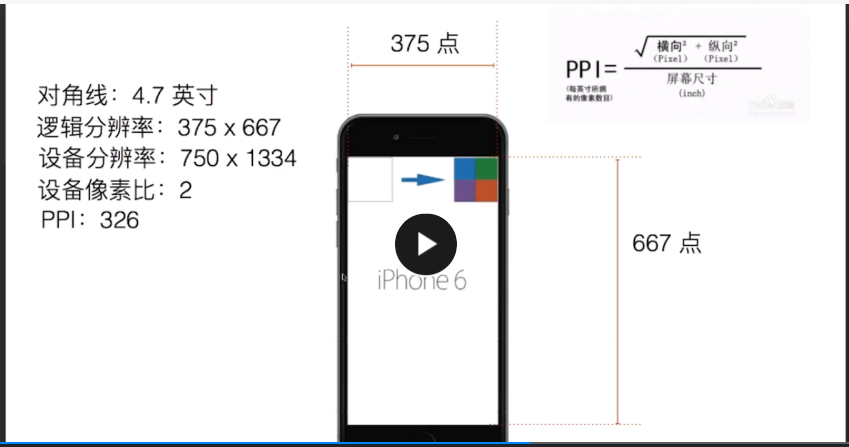 375 点
对角线：4.7 英寸
逻辑分辨率：375 x 667
设备分辨率：750 x 1334
设备像素比：2
PPI：326
PPI=
(每英寸所拥
有的像素数目)
√ 横向² + 纵向²
(Pixel) (Pixel)
屏幕尺寸
(inch)
667 点
iPhone 6